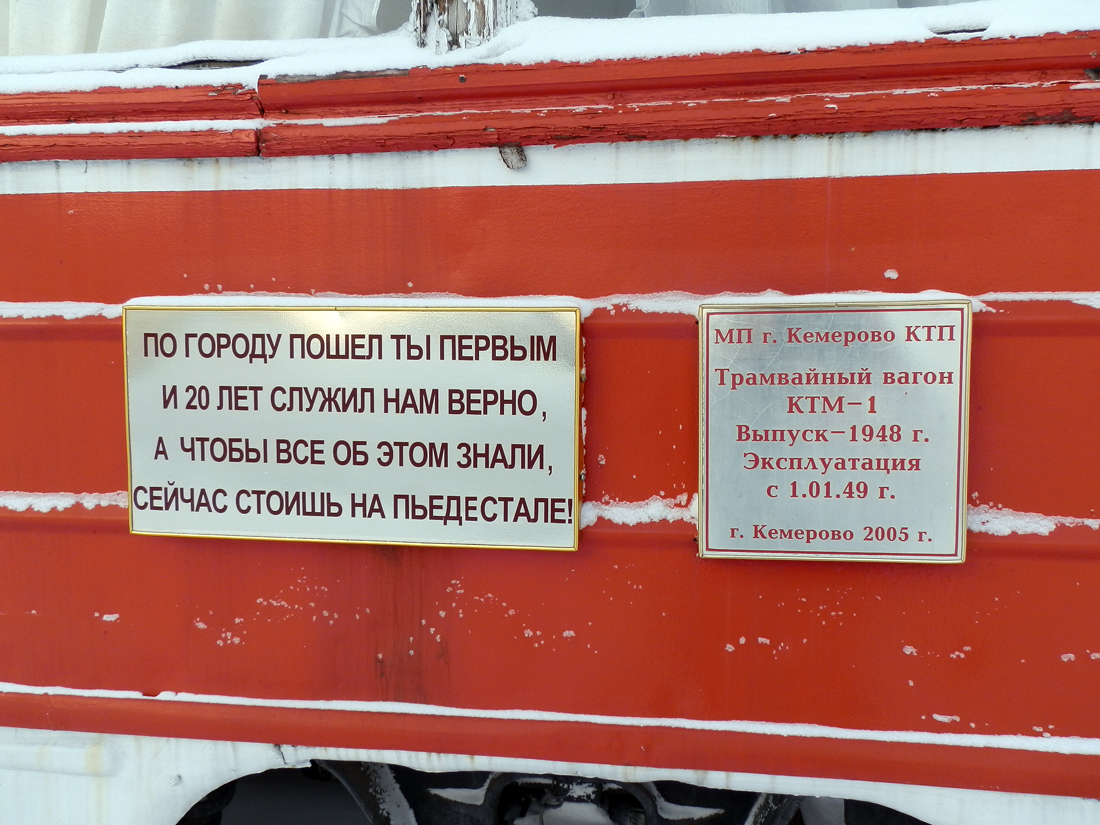 ПО ГОРОДУ ПОШЕЛ ТЫ ПЕРВЫМ
И 20 ЛЕТ СЛУЖИЛ НАМ ВЕРНО,
А ЧТОБЫ ВСЕ ОБ ЭТОМ ЗНАЛИ,
СЕЙЧАС СТОИШЬ НА ПЬЕДЕСТАЛЕ!
МП г. Кемерово КТП
Трамвайный вагон
КТМ-1
Выпуск-1948 г.
Эксплуатация
с 1.01.49 г.
г. Кемерово 2005 г.